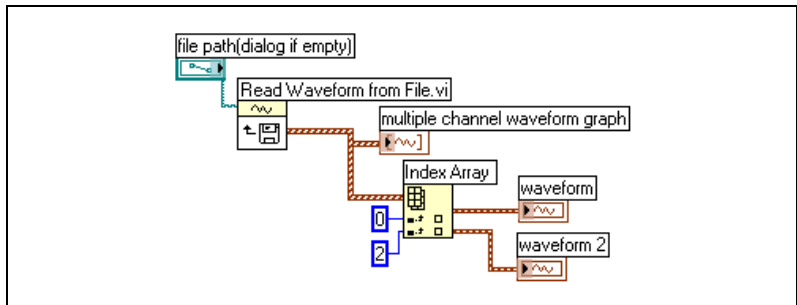 file path(dialog if empty)
Read Waveform from File.vi
multiple channel waveform graph
Index Array
waveform
0
2
waveform 2